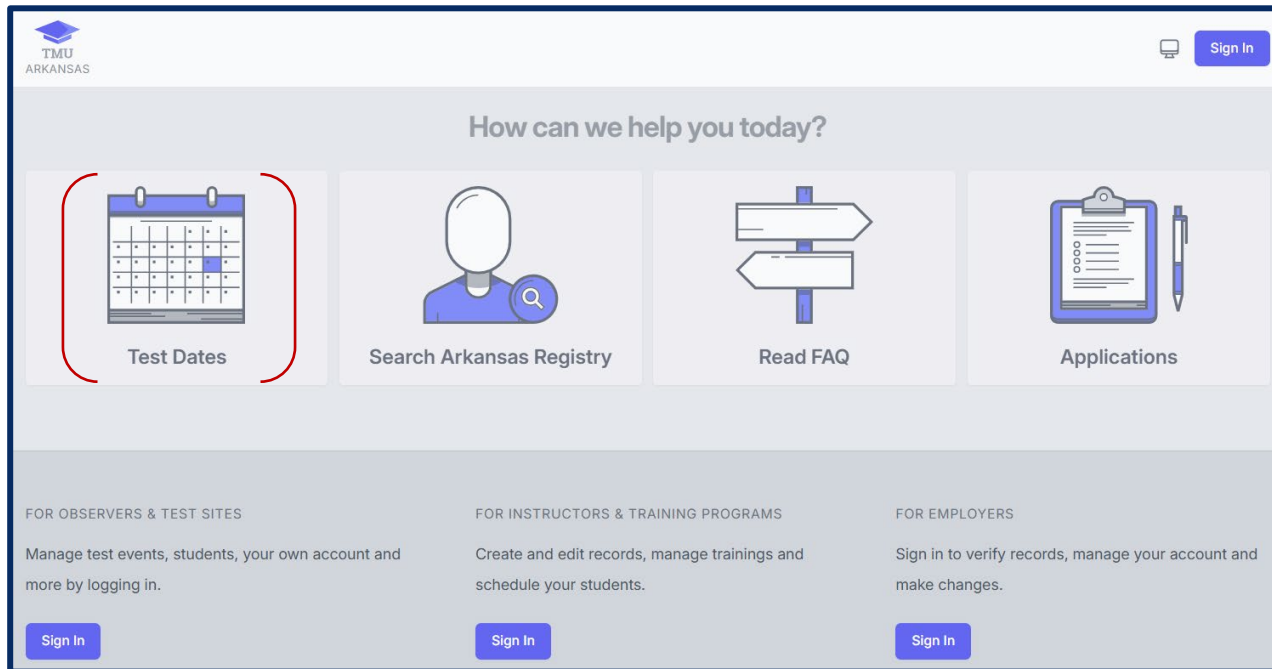 TMU
ARKANSAS
Sign In
How can we help you today?
Test Dates
Search Arkansas Registry
Read FAQ
Applications
FOR OBSERVERS & TEST SITES
Manage test events, students, your own account and
more by logging in.
Sign In
FOR INSTRUCTORS & TRAINING PROGRAMS
Create and edit records, manage trainings and
schedule your students.
Sign In
FOR EMPLOYERS
Sign in to verify records, manage your account and
make changes.
Sign In